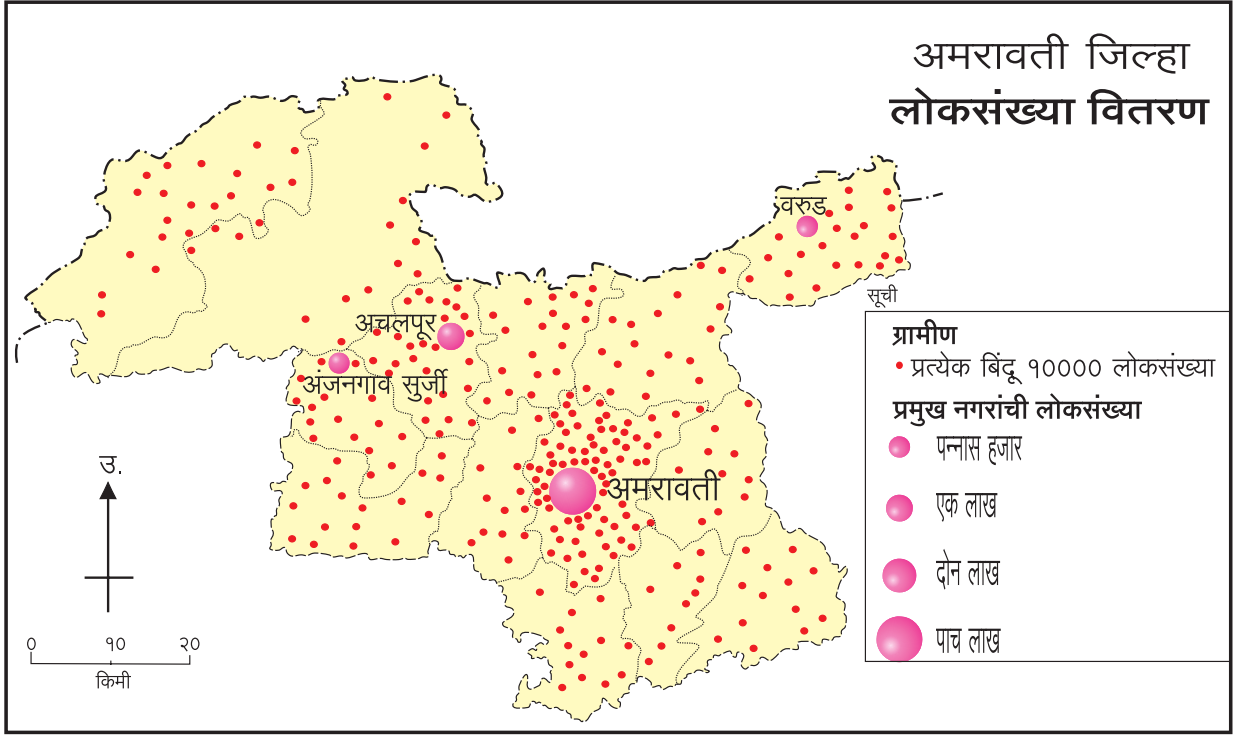 अमरावती जिल्हा
लोकसंख्या वितरण
वरुड
सूची
अचलपूर
अंजनगाव सुर्जी
अमरावती
ग्रामीण
प्रत्येक बिंदू १०००० लोकसंख्या
प्रमुख नगरांची लोकसंख्या
पन्नास हजार
एक लाख
दोन लाख
पाच लाख
उ.
० १० २०
किमी